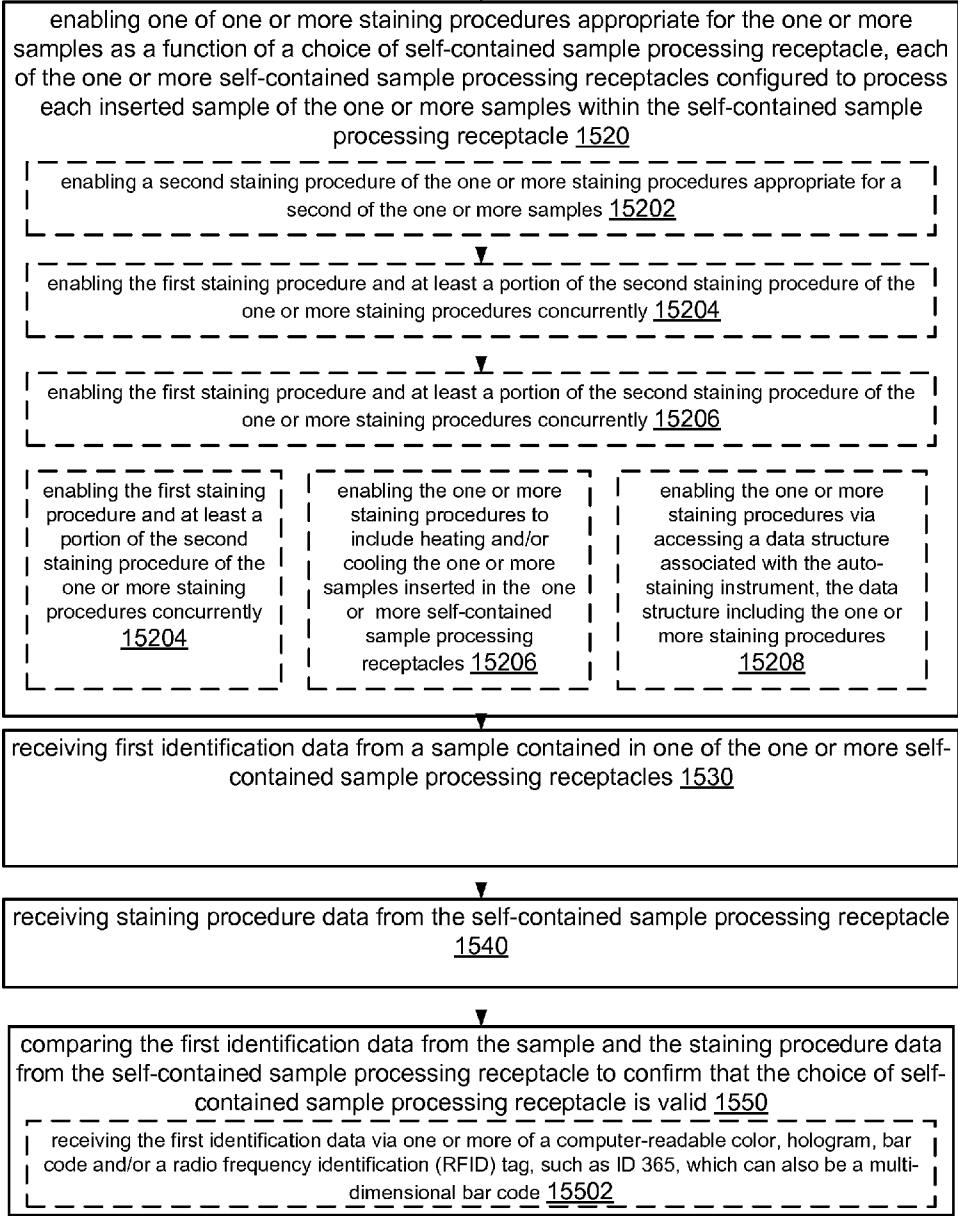 enabling one of one or more staining procedures appropriate for the one or more
samples as a function of a choice of self-contained sample processing receptacle, each
of the one or more self-contained sample processing receptacles configured to process
each inserted sample of the one or more samples within the self-contained sample
processing receptacle 1520
enabling a second staining procedure of the one or more staining procedures appropriate for a
second of the one or more samples 15202
enabling the first staining procedure and at least a portion of the second staining procedure of the
one or more staining procedures concurrently 15204
enabling the first staining procedure and at least a portion of the second staining procedure of the
one or more staining procedures concurrently 15206
enabling the first staining
procedure and at least a
portion of the second
staining procedure of the
one or more staining
procedures concurrently
15204
enabling the one or more
staining procedures to
include heating and/or
cooling the one or more
samples inserted in the one
or more self-contained
sample processing
receptacles 15206
enabling the one or more
staining procedures via
accessing a data structure
associated with the auto-
staining instrument, the data
structure including the one or
more staining procedures
15208
receiving first identification data from a sample contained in one of the one or more self-
contained sample processing receptacles 1530
receiving staining procedure data from the self-contained sample processing receptacle
1540
comparing the first identification data from the sample and the staining procedure data
from the self-contained sample processing receptacle to confirm that the choice of self-
contained sample processing receptacle is valid 1550
receiving the first identification data via one or more of a computer-readable color, hologram, bar
code and/or a radio frequency identification (RFID) tag, such as ID 365, which can also be a multi-
dimensional bar code 15502